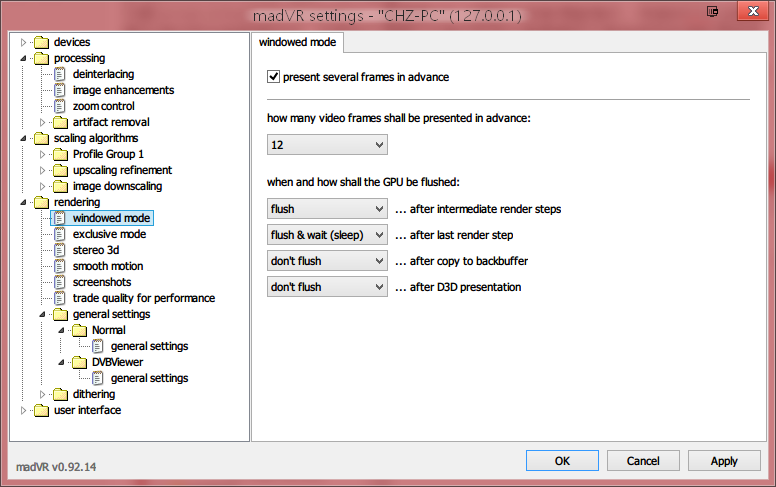 madVR settings - "CHZ-PC" (127.0.0.1)
devices
processing
deinterlacing
image enhancements
zoom control
artifact removal
scaling algorithms
Profile Group 1
upscaling refinement
image downscaling
rendering
windowed mode
exclusive mode
stereo 3d
smooth motion
screenshots
trade quality for performance
general settings
Normal
general settings
DVBViewer
general settings
dithering
user interface
windowed mode
present several frames in advance
how many video frames shall be presented in advance:
12
when and how shall the GPU be flushed:
flush ... after intermediate render steps
flush & wait (sleep) ... after last render step
don't flush ... after copy to backbuffer
don't flush ... after D3D presentation
madVR v0.92.14
OK Cancel Apply